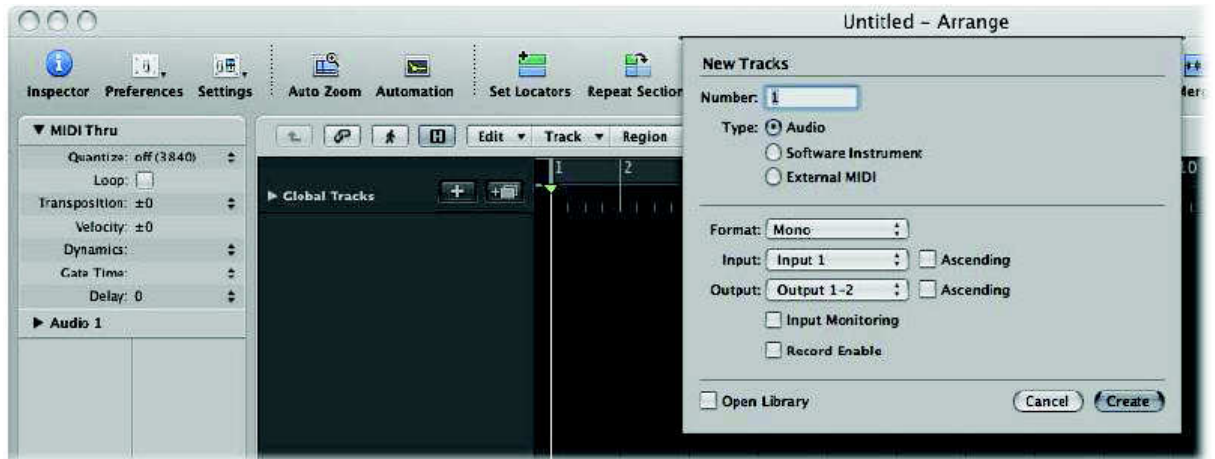 Untitled – Arrange
Inspector Preferences Settings Auto Zoom Automation Set Locators Repeat Section
▼ MIDI Thru
Quantize: off (3840)
Loop:
Transposition: ±0
Velocity: ±0
Dynamics:
Gate Time:
Delay: 0
▶ Audio 1
Edit ▼ Track ▼ Region
1 2
▶ Global Tracks
New Tracks
Number: 1
Type: Audio
Software Instrument
External MIDI
Format: Mono
Input: Input 1 Ascending
Output: Output 1-2 Ascending
Input Monitoring
Record Enable
Open Library Cancel Create